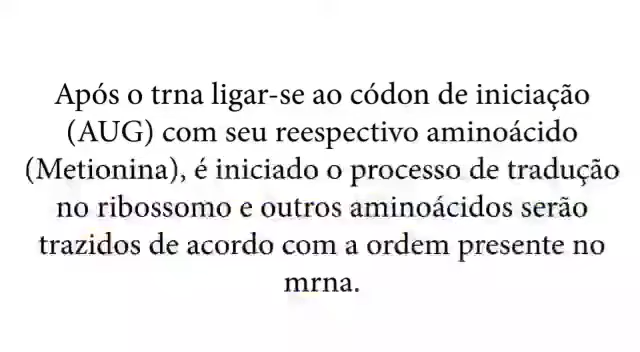 Após o trna ligar-se ao códon de iniciação
(AUG) com seu reespectivo aminoácido
(Metionina), é iniciado o processo de tradução
no ribossomo e outros aminoácidos serão
trazidos de acordo com a ordem presente no
mrna.